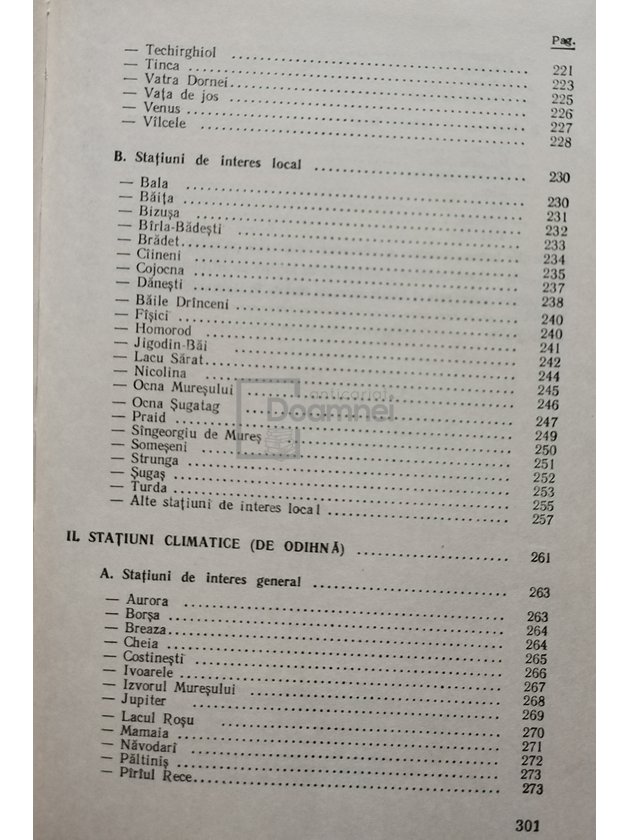 Pag.
— Techirghiol ..... 221
— Tinca ..... 223
— Vatra Dornei ..... 225
— Vața de jos ..... 226
— Venus ..... 227
— Vîlcele ..... 228
B. Stațiuni de interes local ..... 230
— Bala ..... 230
— Băița ..... 231
— Bizușa ..... 232
— Bîrla-Bădești ..... 233
— Brădet ..... 234
— Cîineni ..... 235
— Cojocna ..... 237
— Dănești ..... 238
— Băile Drînceni ..... 240
— Fîșici ..... 240
— Homorod ..... 241
— Jigodin-Băi ..... 242
— Lacu Sărat ..... 244
— Nicolina ..... 245
— Ocna Mureșului ..... 246
— Ocna Șugatag ..... 247
— Praid ..... 249
— Sîngeorgiu de Mureș ..... 250
— Someșeni ..... 251
— Strunga ..... 252
— Șugaș ..... 253
— Turda ..... 255
— Alte stațiuni de interes local ..... 257
II. STAȚIUNI CLIMATICE (DE ODIHNĂ) ..... 261
A. Stațiuni de interes general ..... 263
— Aurora ..... 263
— Borșa ..... 264
— Breaza ..... 264
— Cheia ..... 265
— Costinești ..... 266
— Ivoarele ..... 267
— Izvorul Mureșului ..... 268
— Jupiter ..... 269
— Lacul Roșu ..... 270
— Mamaia ..... 271
— Năvodari ..... 272
— Păltiniș ..... 273
— Pîrîul Rece ..... 273
301
anticariat
Doamnei